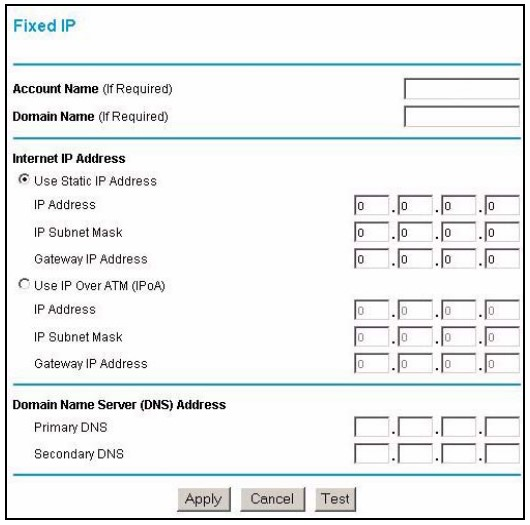 Fixed IP
Account Name (If Required)
Domain Name (If Required)
Internet IP Address
Use Static IP Address
IP Address 0 . 0 . 0 . 0
IP Subnet Mask 0 . 0 . 0 . 0
Gateway IP Address 0 . 0 . 0 . 0
Use IP Over ATM (IPoA)
IP Address 0 . 0 . 0 . 0
IP Subnet Mask 0 . 0 . 0 . 0
Gateway IP Address 0 . 0 . 0 . 0
Domain Name Server (DNS) Address
Primary DNS . . .
Secondary DNS . . .
Apply Cancel Test